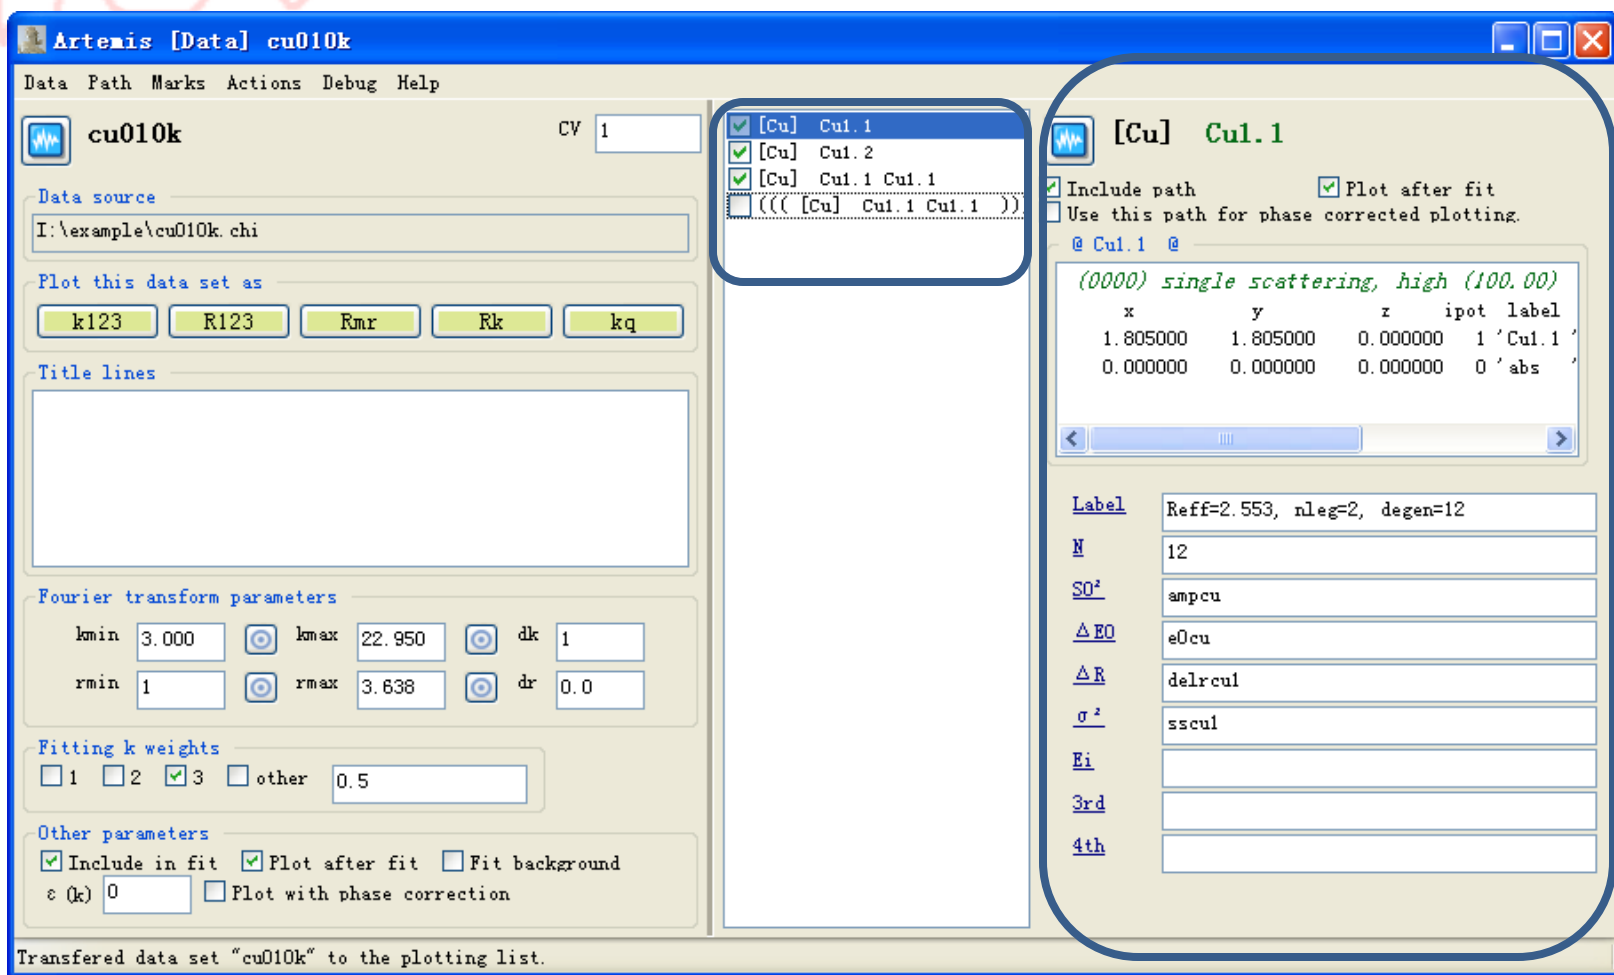 Artemis [Data] cu010k
Data Path Marks Actions Debug Help
cu010k
CV 1
Data source
I:\example\cu010k.chi
Plot this data set as
k123 R123 Rmr Rk kq
Title lines
Fourier transform parameters
kmin 3.000 kmax 22.950 dk 1
rmin 1 rmax 3.638 dr 0.0
Fitting k weights
1 2 3 other 0.5
Other parameters
Include in fit Plot after fit Fit background
ε (k) 0 Plot with phase correction
[Cu] Cu1.1
[Cu] Cu1.2
[Cu] Cu1.1 Cu1.1
((( [Cu] Cu1.1 Cu1.1 )))
[Cu] Cu1.1
Include path Plot after fit
Use this path for phase corrected plotting.
@ Cu1.1 @
(0000) single scattering, high (100.00)
x y z ipot label
1.805000 1.805000 0.000000 1 'Cu1.1 '
0.000000 0.000000 0.000000 0 'abs '
Label Reff=2.553, nleg=2, degen=12
N 12
S0² ampcu
△E0 e0cu
△R delrcu1
σ² sscu1
Ei
3rd
4th
Transfered data set "cu010k" to the plotting list.